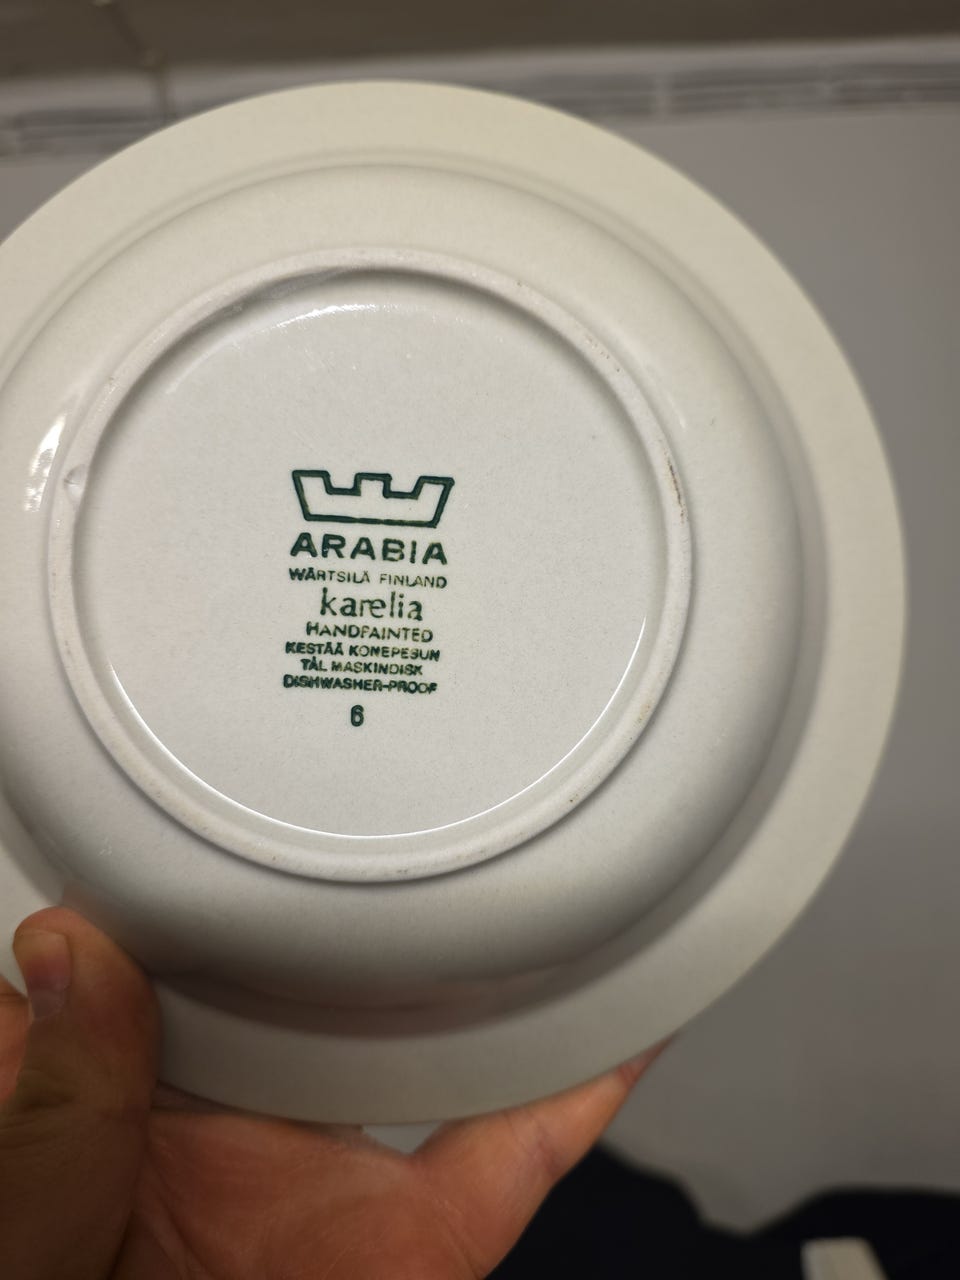 ARABIA
WÄRTSILÄ FINLAND
karelia
HANDPAINTED
KESTÄÄ KONEPESUN
TÅL MASKINDISK
DISHWASHER-PROOF
6